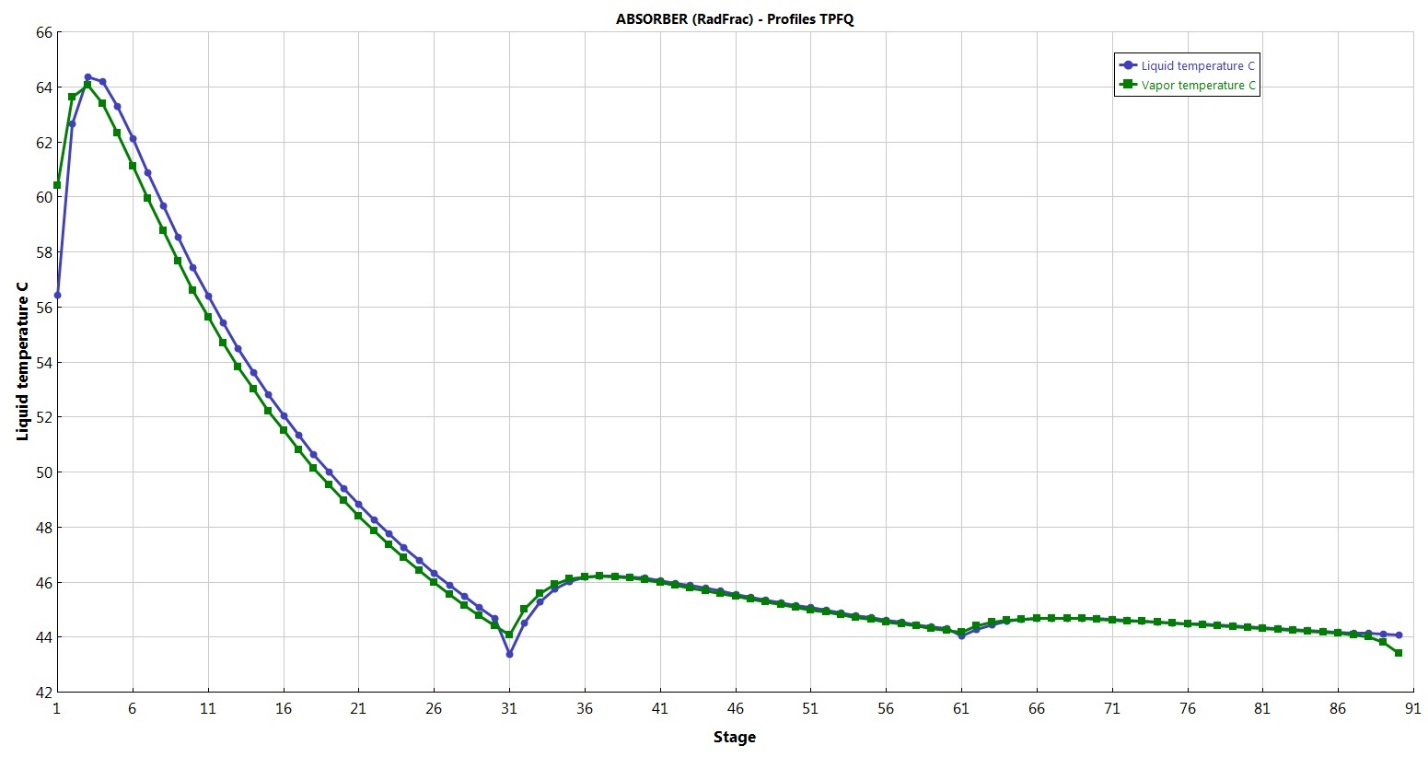 ABSORBER (RadFrac) - Profiles TPFQ
Liquid temperature C
Vapor temperature C
66
64
62
60
58
56
54
52
50
48
46
44
42
Liquid temperature C
1 6 11 16 21 26 31 36 41 46 51 56 61 66 71 76 81 86 91
Stage